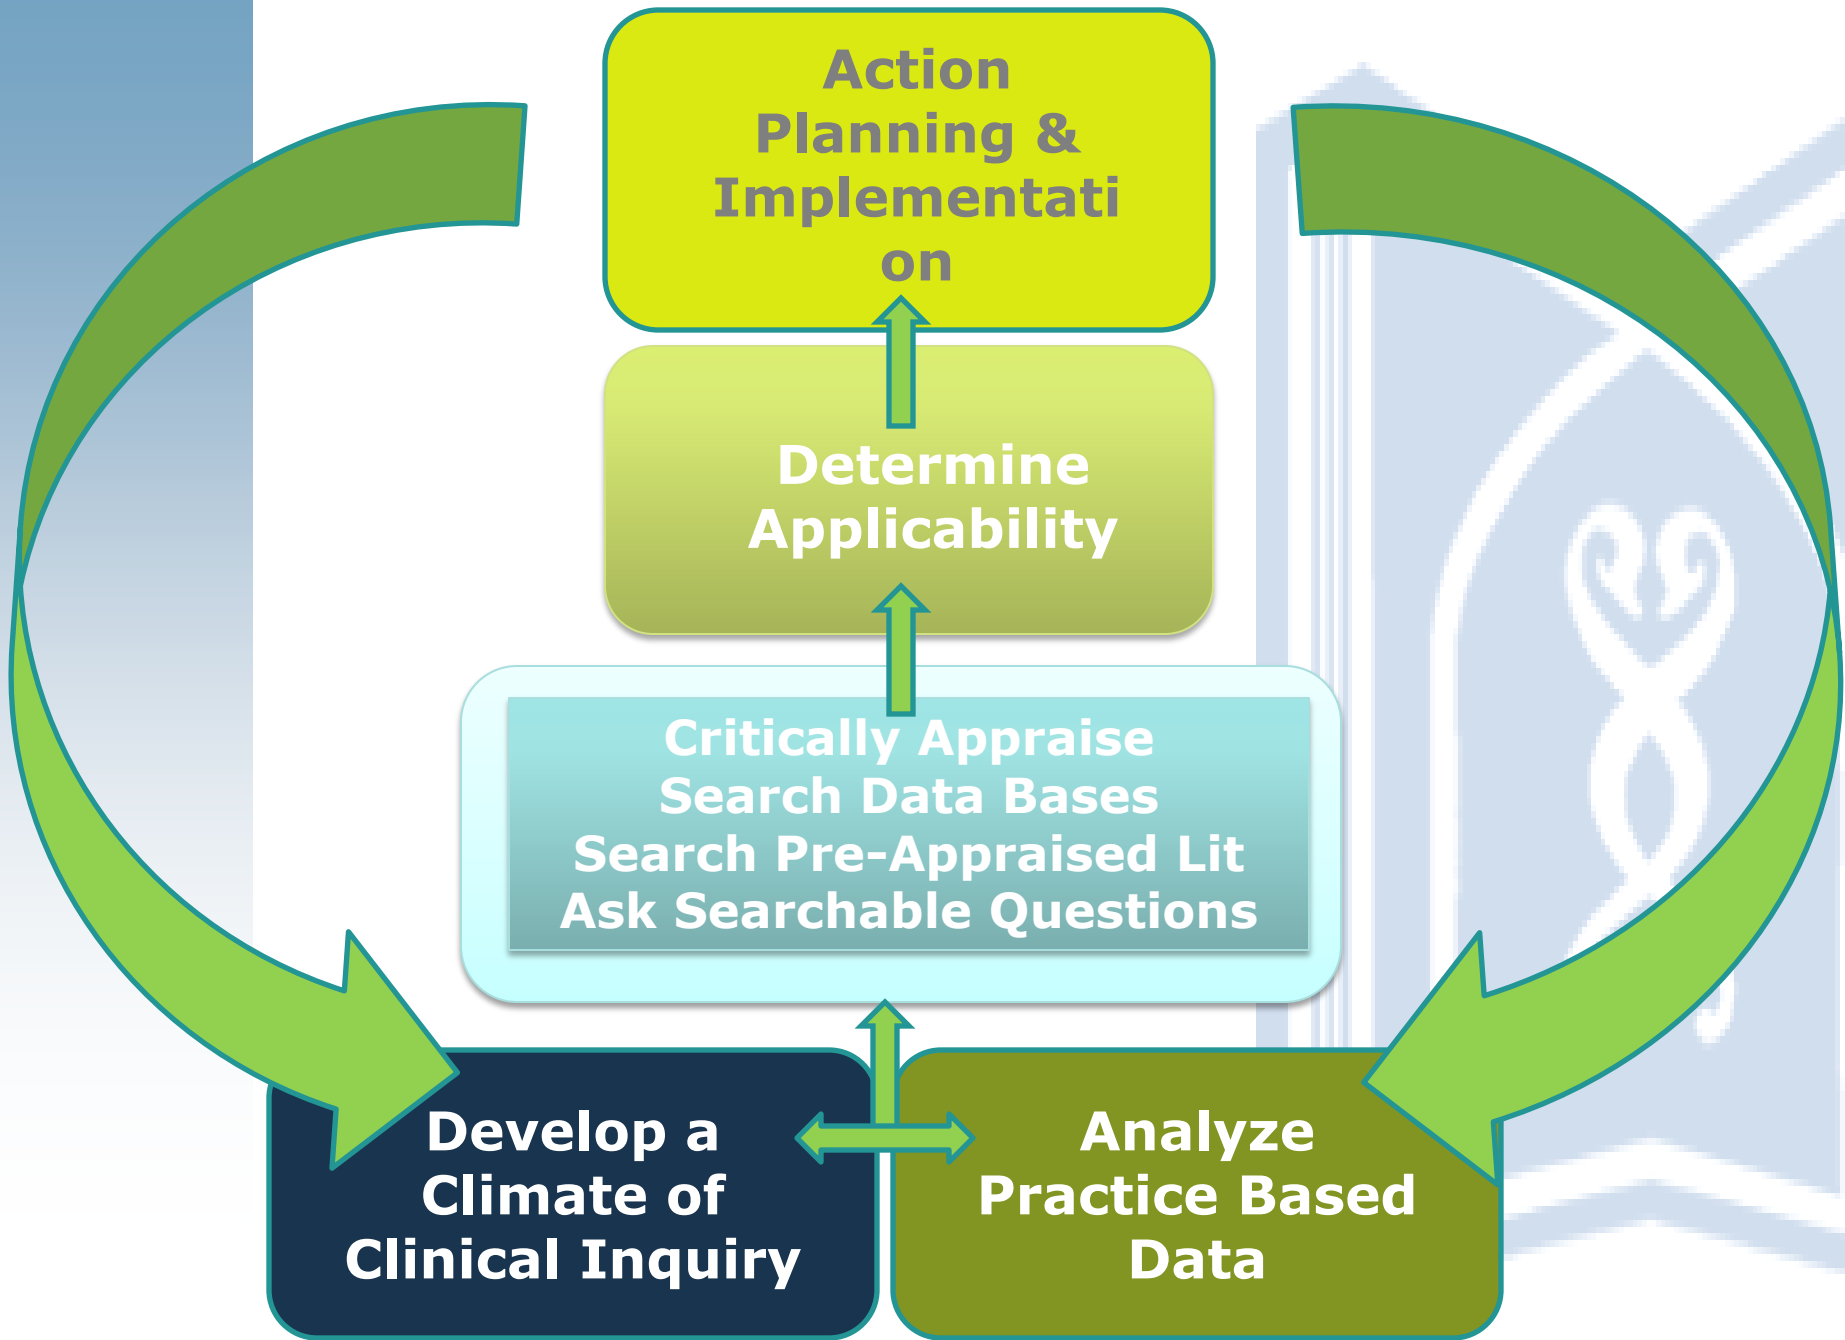 Action
Planning &
Implementati
on
Determine
Applicability
Critically Appraise
Search Data Bases
Search Pre-Appraised Lit
Ask Searchable Questions
Develop a
Climate of
Clinical Inquiry
Analyze
Practice Based
Data